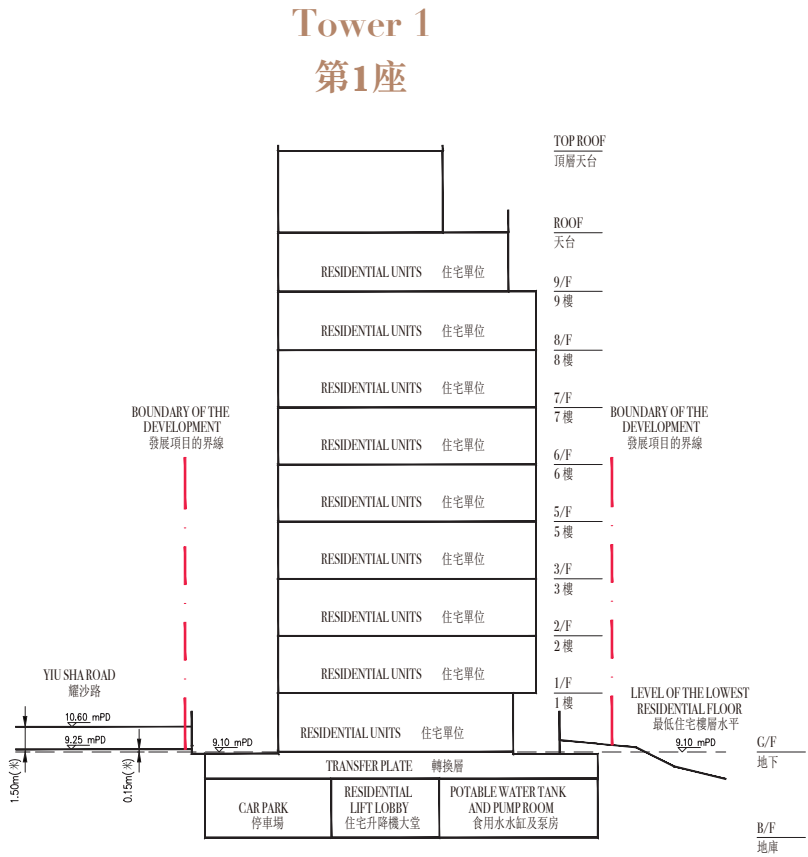 Tower 1
第1座
TOP ROOF
頂層天台
ROOF
天台
RESIDENTIAL UNITS 住宅單位
9/F
9 樓
RESIDENTIAL UNITS 住宅單位
8/F
8 樓
RESIDENTIAL UNITS 住宅單位
7/F
7 樓
BOUNDARY OF THE
DEVELOPMENT
發展項目的界線
BOUNDARY OF THE
DEVELOPMENT
發展項目的界線
RESIDENTIAL UNITS 住宅單位
6/F
6 樓
RESIDENTIAL UNITS 住宅單位
5/F
5 樓
RESIDENTIAL UNITS 住宅單位
3/F
3 樓
RESIDENTIAL UNITS 住宅單位
2/F
2 樓
RESIDENTIAL UNITS 住宅單位
1/F
1 樓
YIU SHA ROAD
耀沙路
10.60 mPD
9.25 mPD
1.50m(米)
0.15m(米)
9.10 mPD
RESIDENTIAL UNITS 住宅單位
LEVEL OF THE LOWEST
RESIDENTIAL FLOOR
最低住宅樓層水平
9.10 mPD
G/F
地下
TRANSFER PLATE 轉換層
CAR PARK
停車場
RESIDENTIAL
LIFT LOBBY
住宅升降機大堂
POTABLE WATER TANK
AND PUMP ROOM
食用水水缸及泵房
B/F
地庫